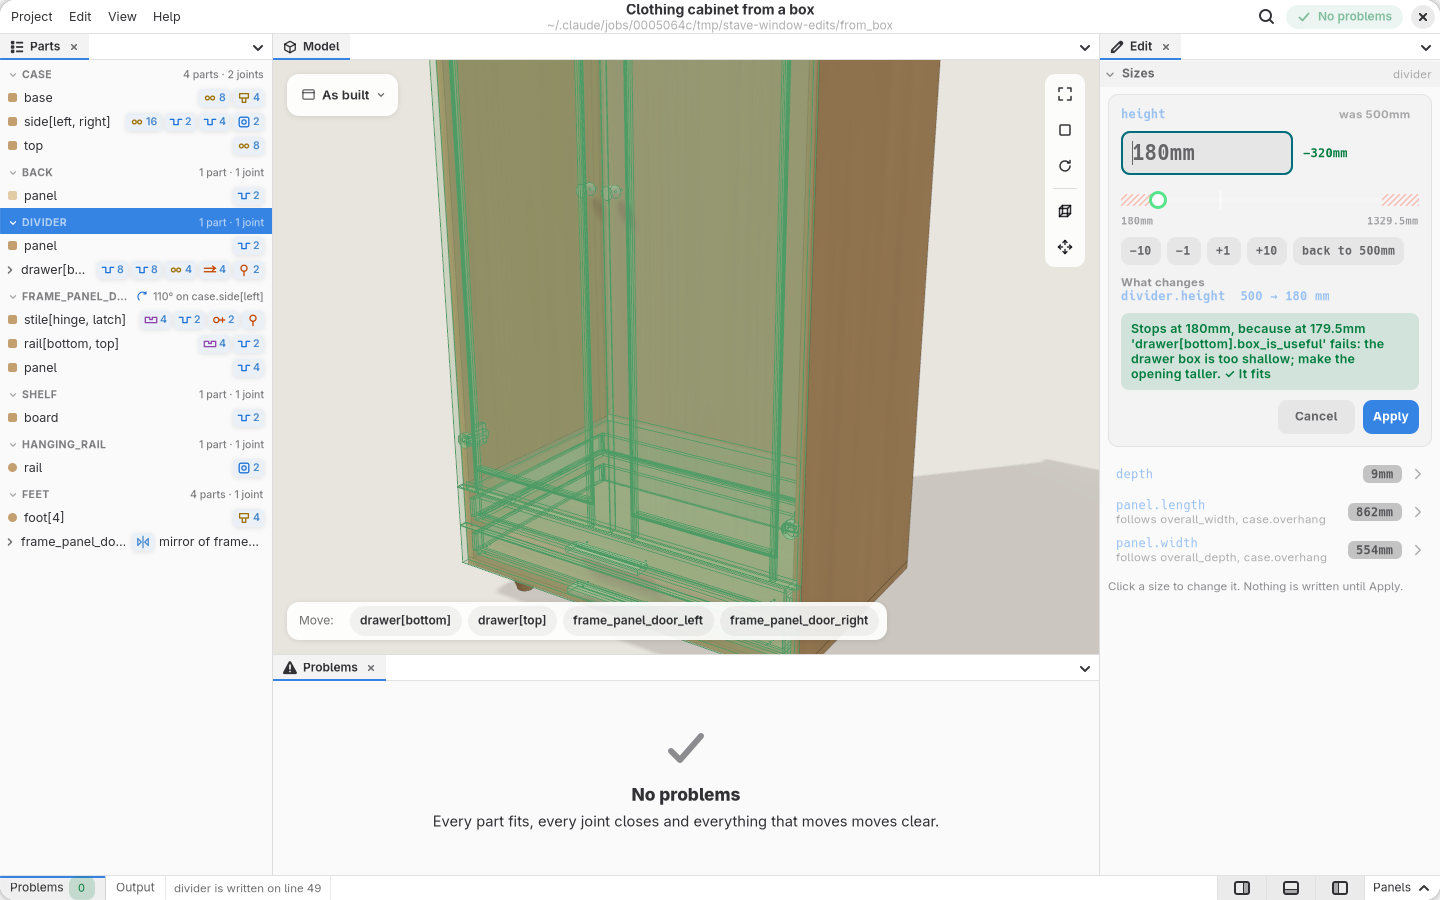 Project Edit View Help
Clothing cabinet from a box
~/.claude/jobs/0005064c/tmp/stave-window-edits/from_box
No problems
Parts
CASE 4 parts · 2 joints
base 8 4
side[left, right] 16 2 4 2
top 8
BACK 1 part · 1 joint
panel 2
DIVIDER 1 part · 1 joint
panel 2
drawer[b... 8 8 4 4 2
FRAME_PANEL_D... 110° on case.side[left]
stile[hinge, latch] 4 2 2
rail[bottom, top] 4 2
panel 4
SHELF 1 part · 1 joint
board 2
HANGING_RAIL 1 part · 1 joint
rail 2
FEET 4 parts · 1 joint
foot[4] 4
frame_panel_do... mirror of frame...
Model
As built
Move: drawer[bottom] drawer[top] frame_panel_door_left frame_panel_door_right
Problems
No problems
Every part fits, every joint closes and everything that moves moves clear.
Edit
Sizes divider
height was 500mm
180mm −320mm
180mm 1329.5mm
−10 −1 +1 +10 back to 500mm
What changes
divider.height 500 → 180 mm
Stops at 180mm, because at 179.5mm
'drawer[bottom].box_is_useful' fails: the
drawer box is too shallow; make the
opening taller. ✓ It fits
Cancel Apply
depth 9mm
panel.length 862mm
follows overall_width, case.overhang
panel.width 554mm
follows overall_depth, case.overhang
Click a size to change it. Nothing is written until Apply.
Problems 0 Output divider is written on line 49 Panels